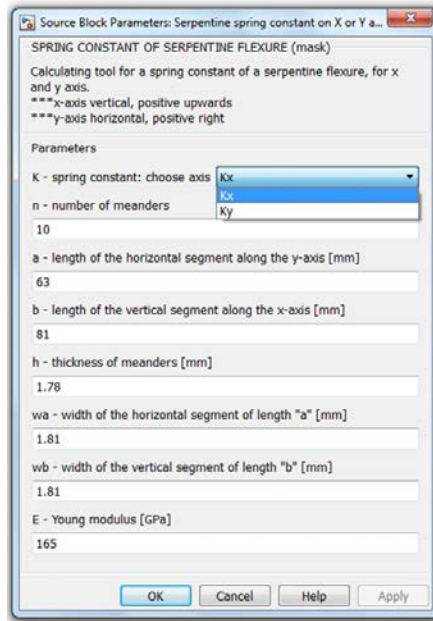 Source Block Parameters: Serpentine spring constant on X or Y a...
SPRING CONSTANT OF SERPENTINE FLEXURE (mask)
Calculating tool for a spring constant of a serpentine flexure, for x
and y axis.
***x-axis vertical, positive upwards
***y-axis horizontal, positive right
Parameters
K - spring constant: choose axis Kx
Kx
n - number of meanders
Ky
10
a - length of the horizontal segment along the y-axis [mm]
63
b - length of the vertical segment along the x-axis [mm]
81
h - thickness of meanders [mm]
1.78
wa - width of the horizontal segment of length "a" [mm]
1.81
wb - width of the vertical segment of length "b" [mm]
1.81
E - Young modulus [GPa]
165
OK Cancel Help Apply